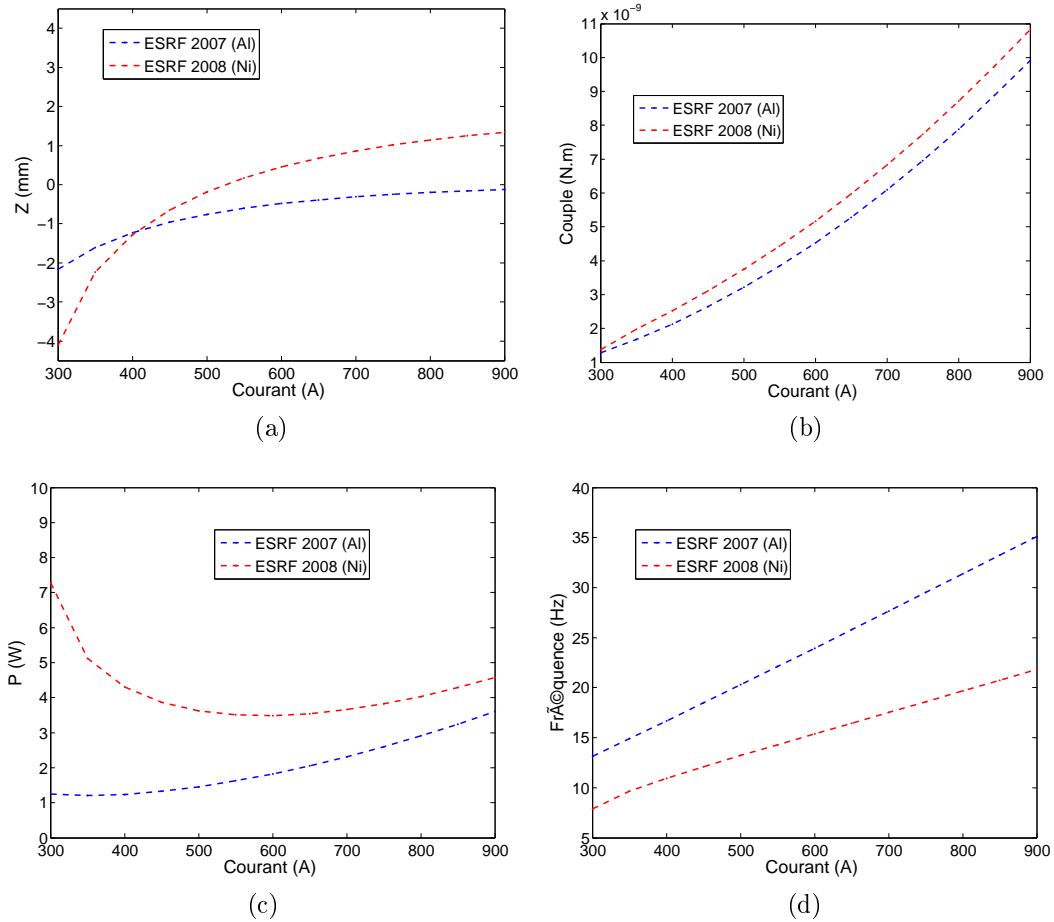 4
3
2
1
0
−1
−2
−3
−4
Z (mm)
300 400 500 600 700 800 900
Courant (A)
ESRF 2007 (Al)
ESRF 2008 (Ni)
(a)
x 10⁻⁹
11
10
9
8
7
6
5
4
3
2
1
Couple (N.m)
300 400 500 600 700 800 900
Courant (A)
ESRF 2007 (Al)
ESRF 2008 (Ni)
(b)
10
9
8
7
6
5
4
3
2
1
0
P (W)
300 400 500 600 700 800 900
Courant (A)
ESRF 2007 (Al)
ESRF 2008 (Ni)
(c)
40
35
30
25
20
15
10
5
FrÃ©quence (Hz)
300 400 500 600 700 800 900
Courant (A)
ESRF 2007 (Al)
ESRF 2008 (Ni)
(d)